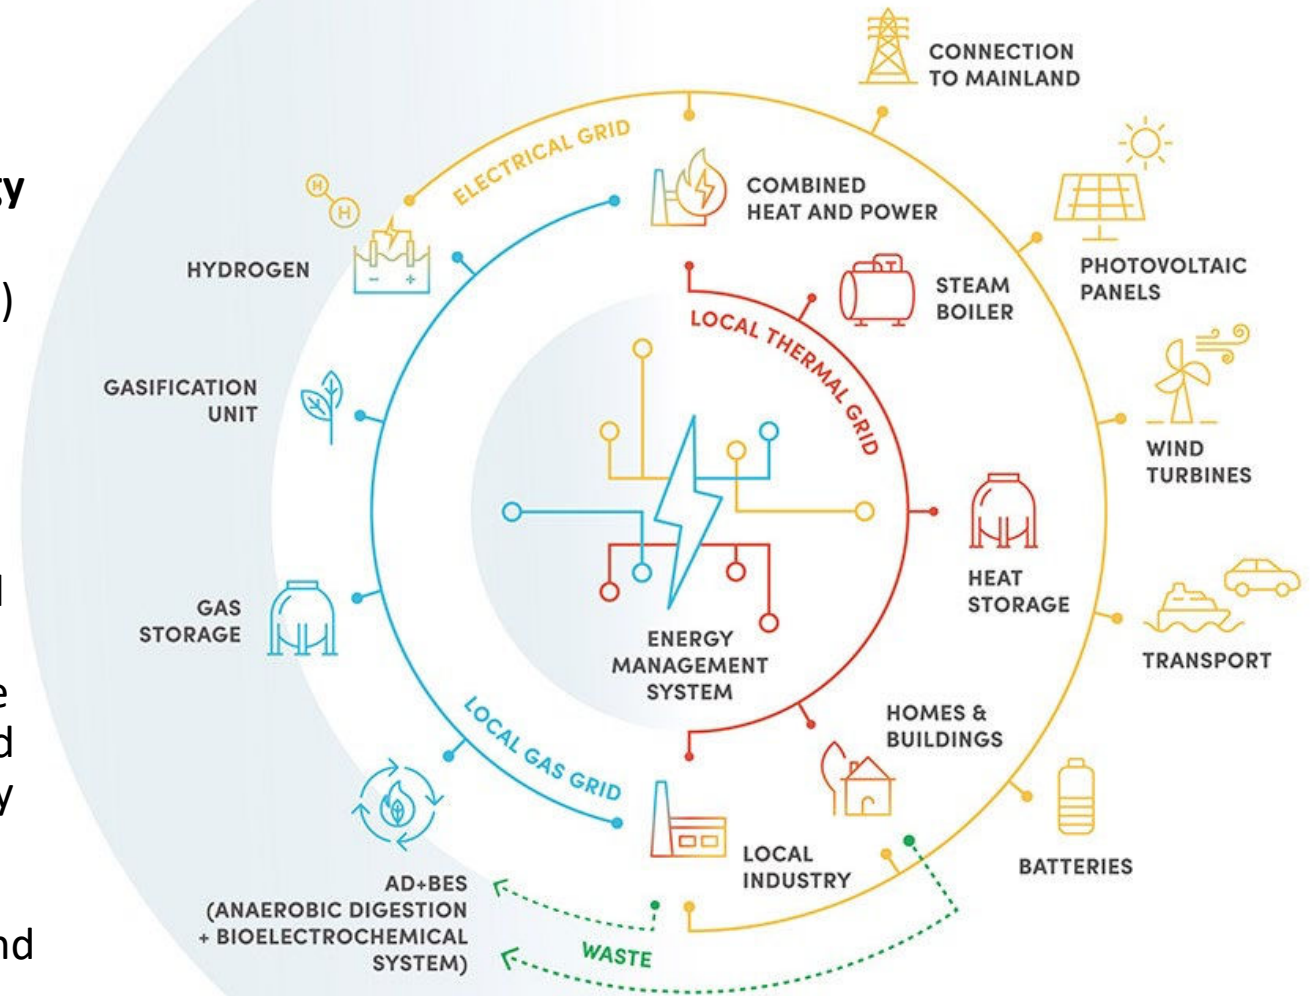 CONNECTION
TO MAINLAND
ELECTRICAL GRID
COMBINED
HEAT AND POWER
H
H
HYDROGEN
- +
PHOTOVOLTAIC
PANELS
STEAM
BOILER
LOCAL THERMAL GRID
GASIFICATION
UNIT
WIND
TURBINES
HEAT
STORAGE
GAS
STORAGE
ENERGY
MANAGEMENT
SYSTEM
TRANSPORT
HOMES &
BUILDINGS
LOCAL GAS GRID
LOCAL
INDUSTRY
BATTERIES
AD+BES
(ANAEROBIC DIGESTION
+ BIOELECTROCHEMICAL
SYSTEM)
WASTE